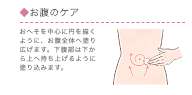 ◆お腹のケア
おへそを中心に円を描く
ように、お腹全体へ塗り
広げます。下腹部は下か
ら上へ持ち上げるように
塗り込みます。